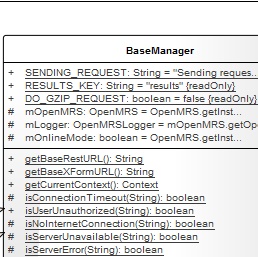 BaseManager
+ SENDING_REQUEST: String = "Sending reques...
+ RESULTS_KEY: String = "results" {readOnly}
+ DO_GZIP_REQUEST: boolean = false {readOnly}
# mOpenMRS: OpenMRS = OpenMRS.getInst...
# mLogger: OpenMRSLogger = mOpenMRS.getOp
# mOnlineMode: boolean = OpenMRS.getInst...
+ getBaseRestURL(): String
+ getBaseXFormURL(): String
+ getCurrentContext(): Context
# isConnectionTimeout(String): boolean
+ isUserUnauthorized(String): boolean
# isNoInternetConnection(String): boolean
# isServerUnavailable(String): boolean
# isServerError(String): boolean